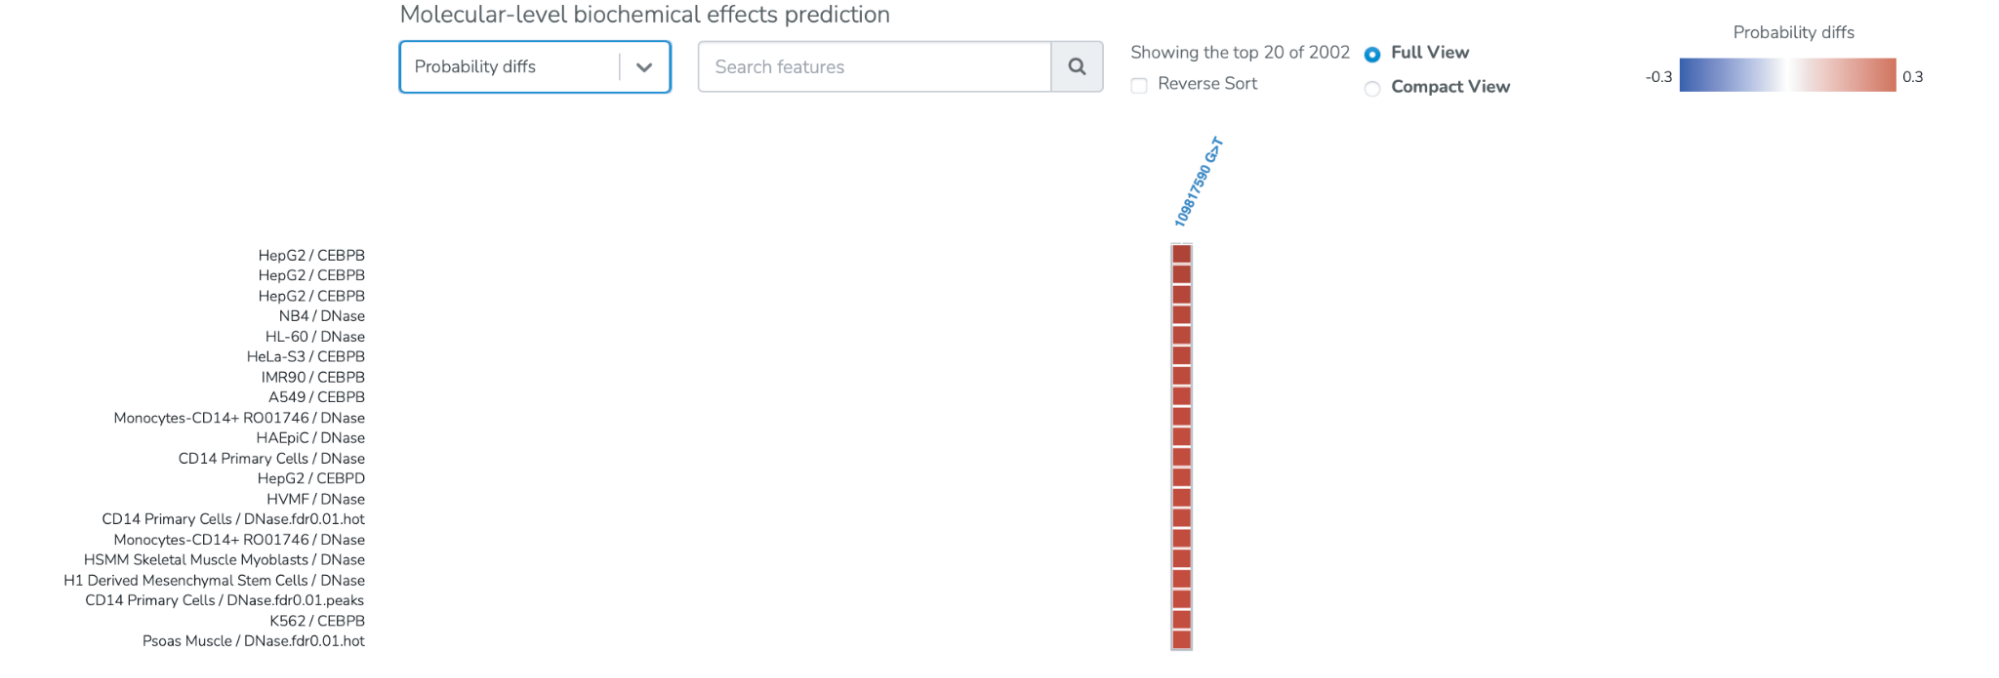 Molecular-level biochemical effects prediction
Probability diffs
Search features
Showing the top 20 of 2002
Reverse Sort
Full View
Compact View
Probability diffs
-0.3
0.3
109817590 G>T
HepG2 / CEBPB
HepG2 / CEBPB
HepG2 / CEBPB
NB4 / DNase
HL-60 / DNase
HeLa-S3 / CEBPB
IMR90 / CEBPB
A549 / CEBPB
Monocytes-CD14+ RO01746 / DNase
HAEpiC / DNase
CD14 Primary Cells / DNase
HepG2 / CEBPD
HVMF / DNase
CD14 Primary Cells / DNase.fdr0.01.hot
Monocytes-CD14+ RO01746 / DNase
HSMM Skeletal Muscle Myoblasts / DNase
H1 Derived Mesenchymal Stem Cells / DNase
CD14 Primary Cells / DNase.fdr0.01.peaks
K562 / CEBPB
Psoas Muscle / DNase.fdr0.01.hot